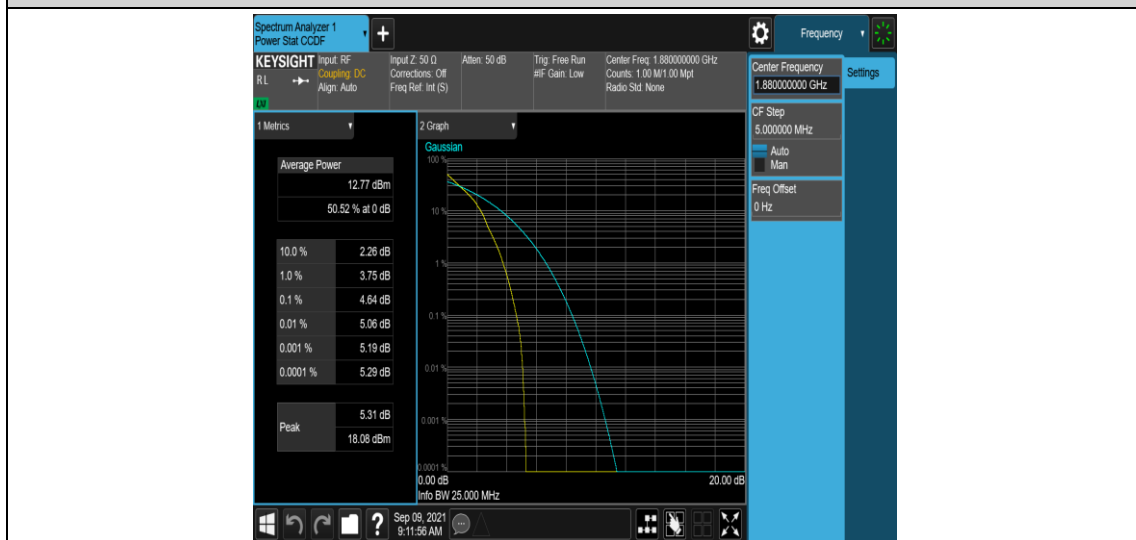 Spectrum Analyzer 1
Power Stat CCDF
+
Frequency
KEYSIGHT
RL
LXI
Input: RF
Coupling: DC
Align: Auto
Input Z: 50 Ω
Corrections: Off
Freq Ref: Int (S)
Atten: 50 dB
Trig: Free Run
#IF Gain: Low
Center Freq: 1.880000000 GHz
Counts: 1.00 M/1.00 Mpt
Radio Std: None
Center Frequency
1.880000000 GHz
Settings
CF Step
5.000000 MHz
Auto
Man
Freq Offset
0 Hz
1 Metrics
Average Power
12.77 dBm
50.52 % at 0 dB
10.0 % 2.26 dB
1.0 % 3.75 dB
0.1 % 4.64 dB
0.01 % 5.06 dB
0.001 % 5.19 dB
0.0001 % 5.29 dB
Peak
5.31 dB
18.08 dBm
2 Graph
Gaussian
100 %
10 %
1 %
0.1 %
0.01 %
0.001 %
0.0001 %
0.00 dB 20.00 dB
Info BW 25.000 MHz
?
Sep 09, 2021
9:11:56 AM